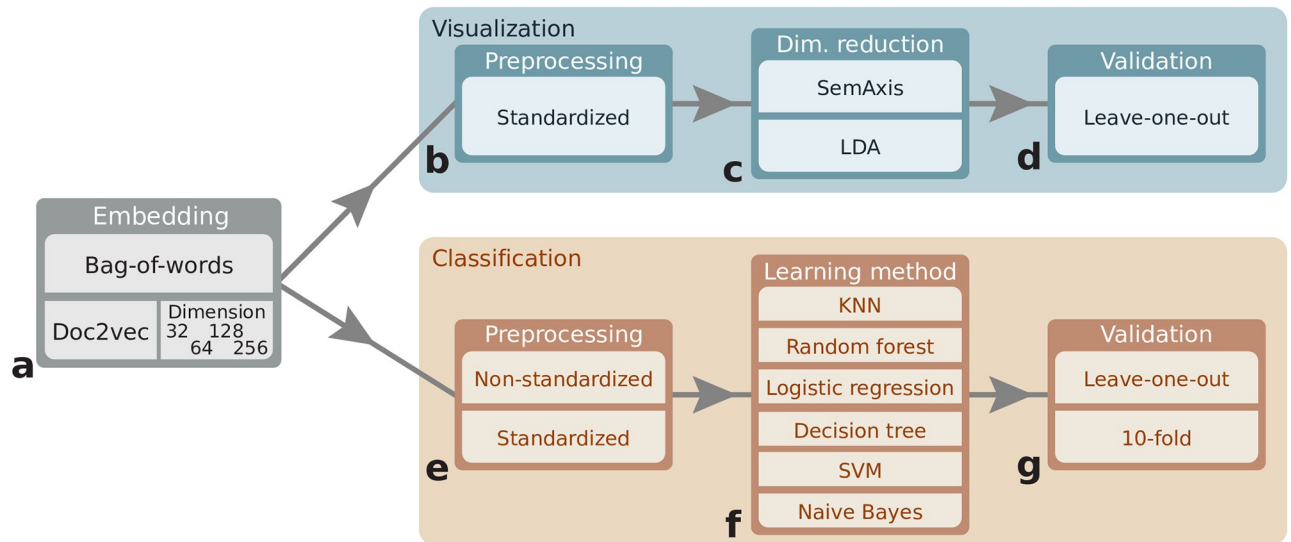 Visualization
Preprocessing
Standardized
b
Dim. reduction
SemAxis
LDA
c
Validation
Leave-one-out
d
Embedding
Bag-of-words
Doc2vec
Dimension
32 128
64 256
a
Classification
Preprocessing
Non-standardized
Standardized
e
Learning method
KNN
Random forest
Logistic regression
Decision tree
SVM
Naive Bayes
f
Validation
Leave-one-out
10-fold
g